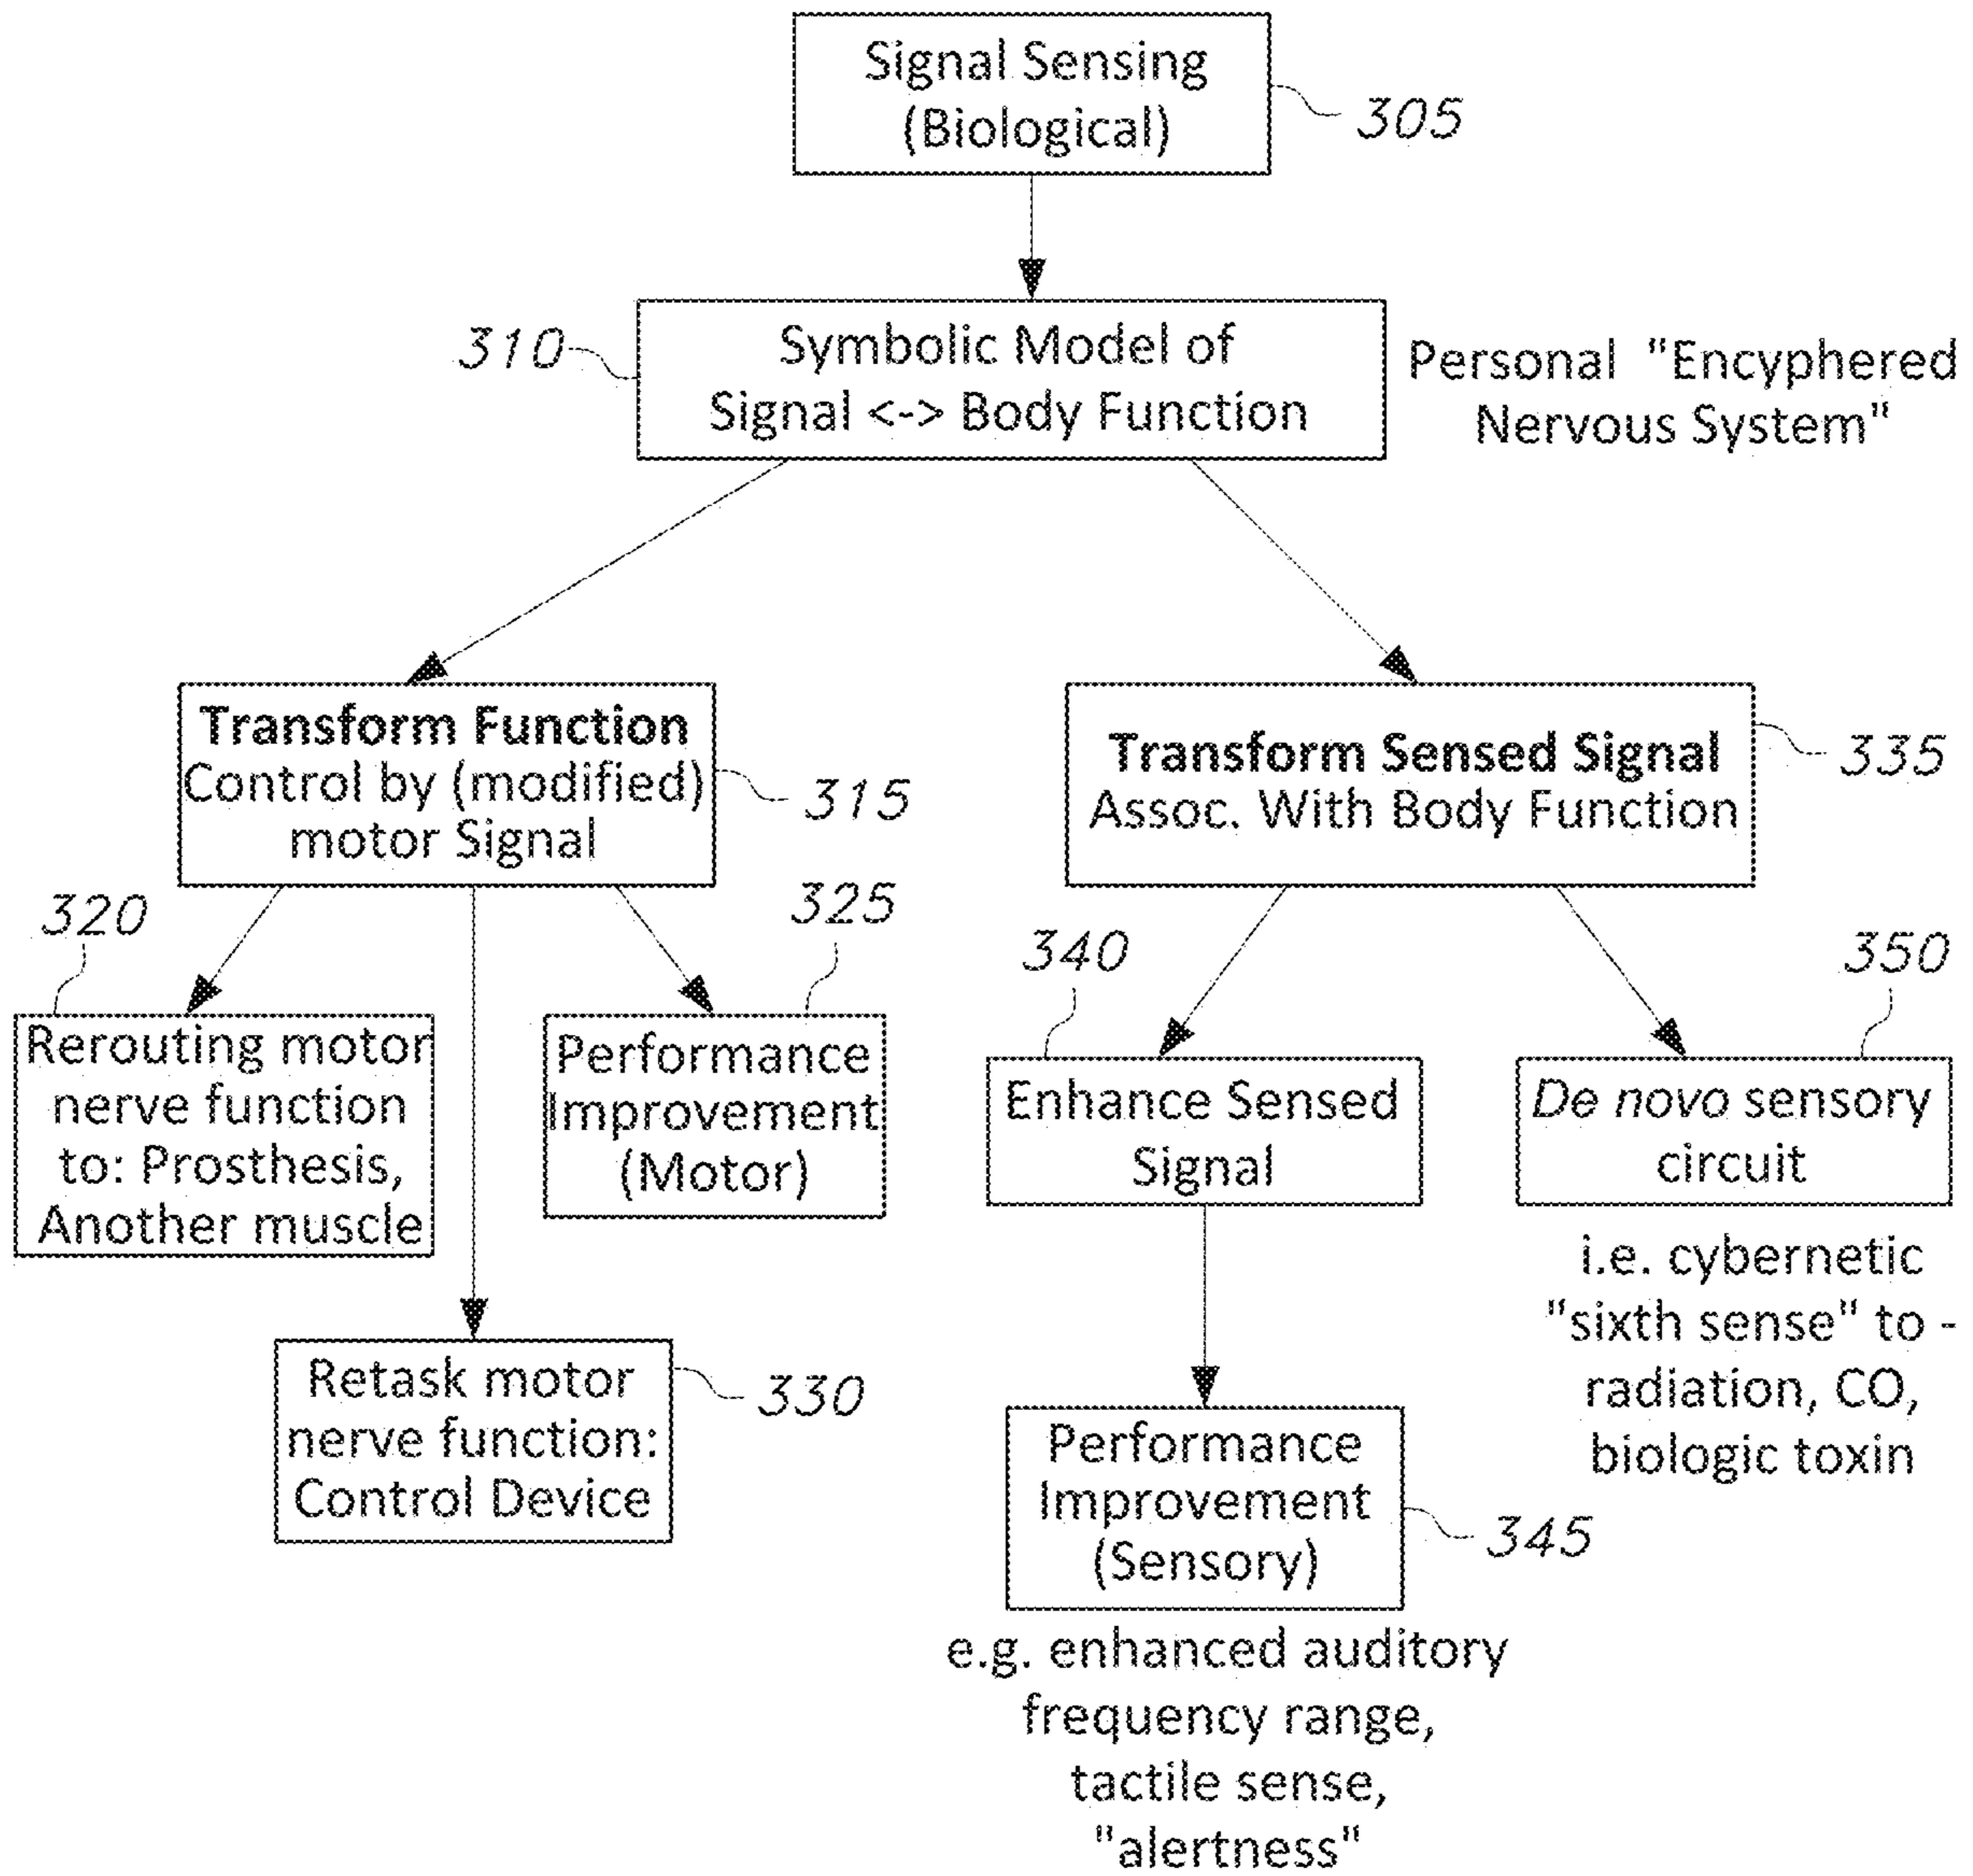 Signal Sensing
(Biological)
305
310
Symbolic Model of
Signal <-> Body Function
Personal "Encyphered
Nervous System"
Transform Function
Control by (modified)
motor Signal
315
Transform Sensed Signal
Assoc. With Body Function
335
320
Rerouting motor
nerve function
to: Prosthesis,
Another muscle
325
Performance
Improvement
(Motor)
Retask motor
nerve function:
Control Device
330
340
Enhance Sensed
Signal
350
De novo sensory
circuit
i.e. cybernetic
"sixth sense" to -
radiation, CO,
biologic toxin
Performance
Improvement
(Sensory)
345
e.g. enhanced auditory
frequency range,
tactile sense,
"alertness"